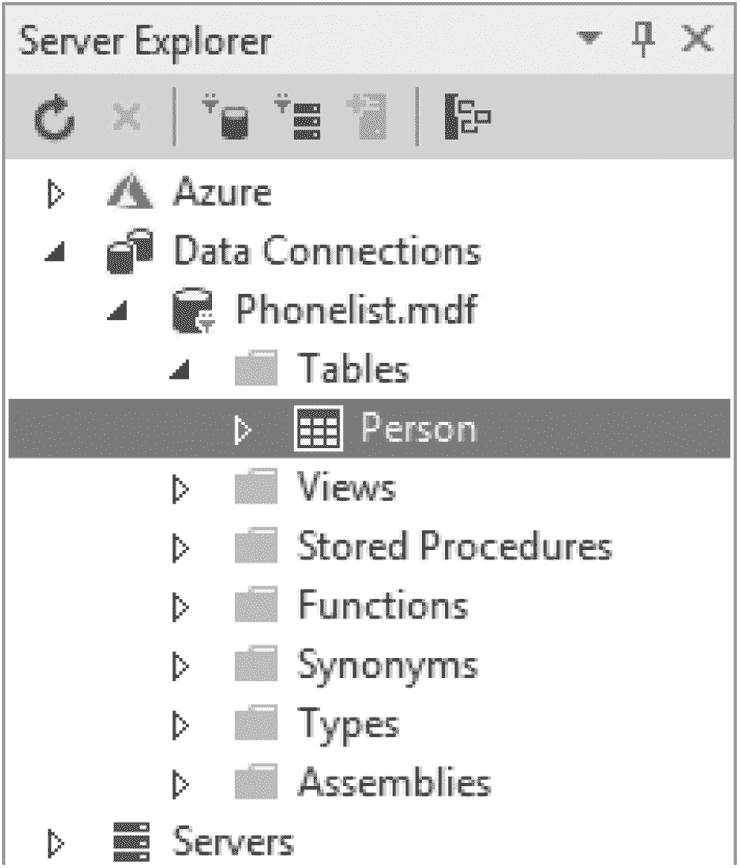 Server Explorer
Azure
Data Connections
Phonelist.mdf
Tables
Person
Views
Stored Procedures
Functions
Synonyms
Types
Assemblies
Servers